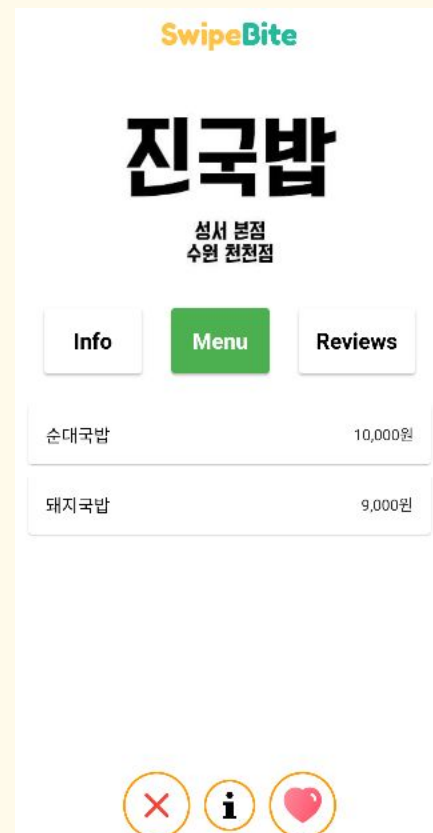 SwipeBite
진국밥
성서 본점
수원 천천점
Info Menu Reviews
순대국밥 10,000원
돼지국밥 9,000원
i